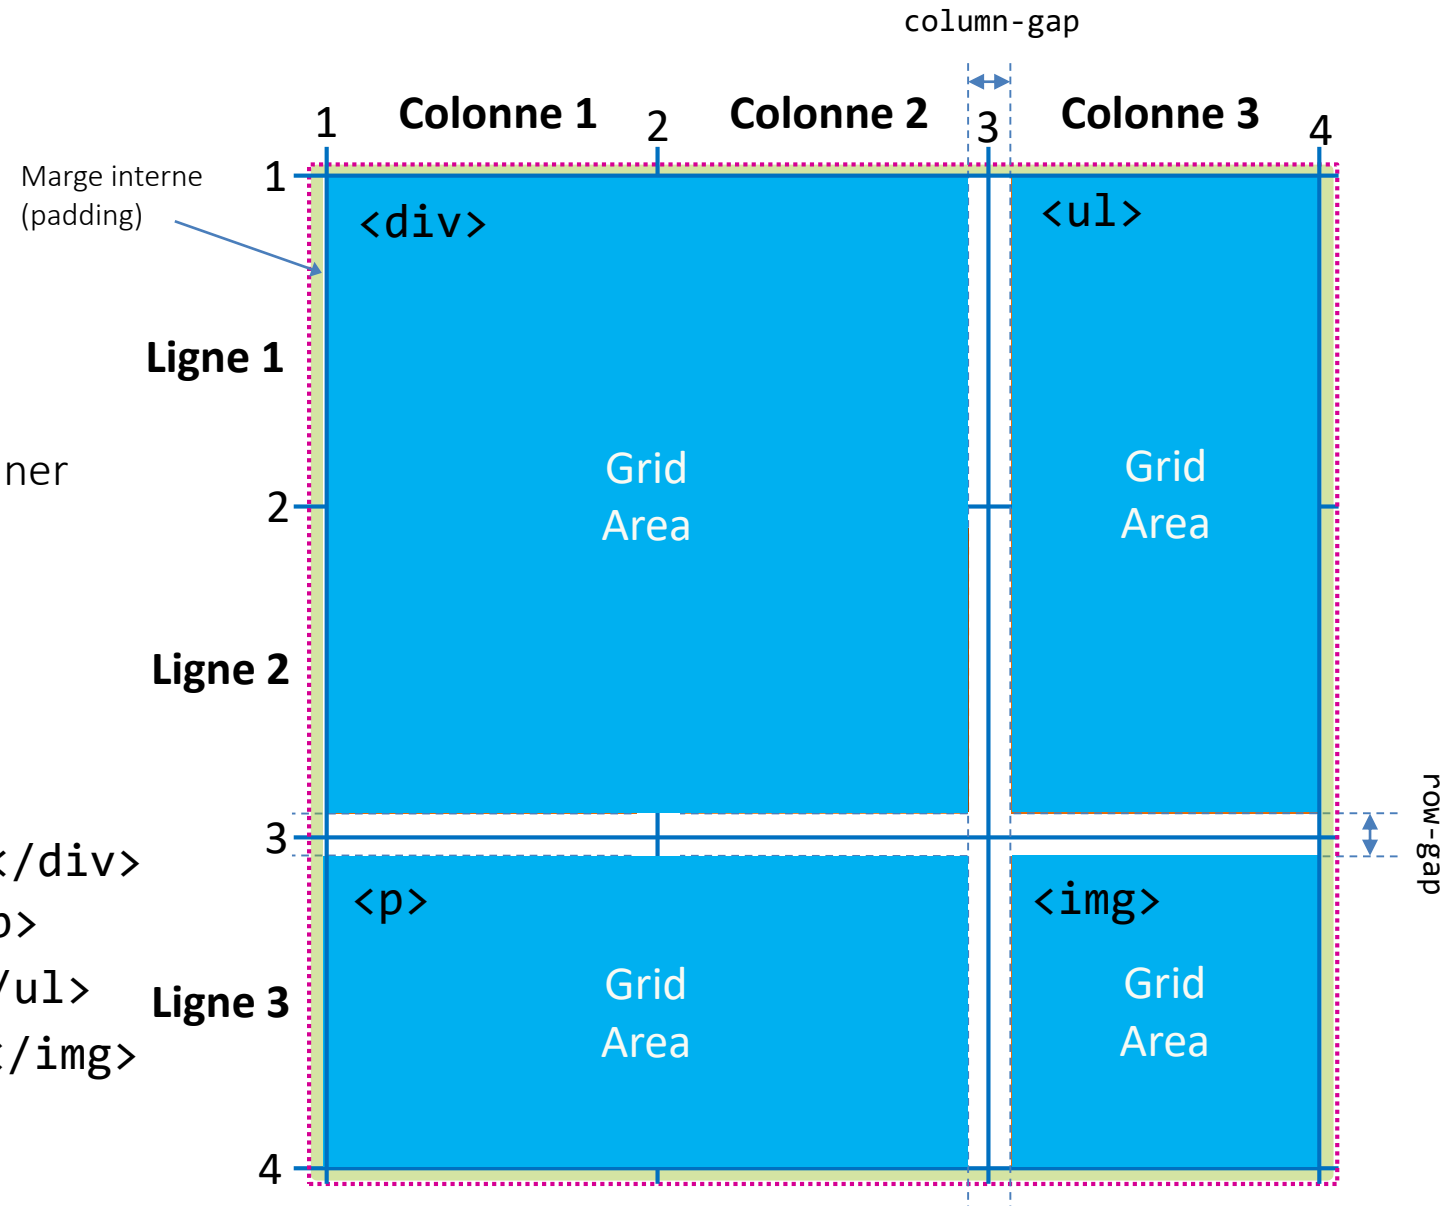 column-gap
Colonne 1
Colonne 2
Colonne 3
1
2
3
4
Marge interne
(padding)
1
<div>
<ul>
Ligne 1
ner
Grid
Area
Grid
Area
2
Ligne 2
row-gap
3
</div>
<p>
<img>
/ul>
Ligne 3
Grid
Area
Grid
Area
</img>
4